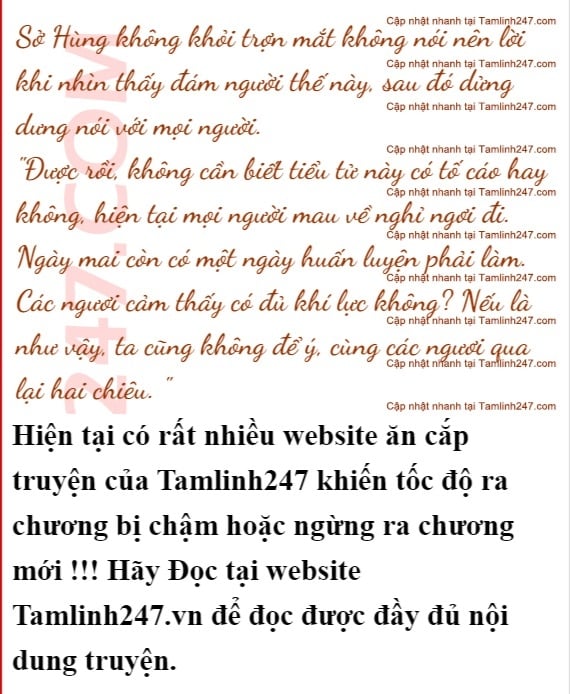 Cập nhật nhanh tại Tamlinh247.com
Sở Hùng không khỏi trợn mắt không nói nên lời
Cập nhật nhanh tại Tamlinh247.com
khi nhìn thấy đám người thế này, sau đó dừng
Cập nhật nhanh tại Tamlinh247.com
dưng nói với mọi người.
Cập nhật nhanh tại Tamlinh247.com
"Được rồi, không cần biết tiểu tử này có tố cáo hay
Cập nhật nhanh tại Tamlinh247.com
không, hiện tại mọi người mau về nghỉ ngơi đi.
Cập nhật nhanh tại Tamlinh247.com
Ngày mai còn có một ngày huấn luyện phải làm.
Cập nhật nhanh tại Tamlinh247.com
Các ngươi cảm thấy có đủ khí lực không? Nếu là
Cập nhật nhanh tại Tamlinh247.com
như vậy, ta cũng không để ý, cùng các ngươi qua
Cập nhật nhanh tại Tamlinh247.com
lại hai chiêu. "
Cập nhật nhanh tại Tamlinh247.com
247.COM
Hiện tại có rất nhiều website ăn cắp
truyện của Tamlinh247 khiến tốc độ ra
chương bị chậm hoặc ngừng ra chương
mới !!! Hãy Đọc tại website
Tamlinh247.vn để đọc được đầy đủ nội
dung truyện.